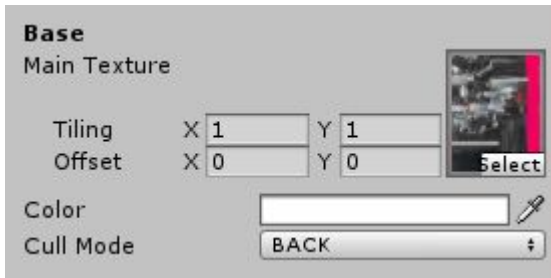 Base
Main Texture
Tiling X 1 Y 1
Offset X 0 Y 0
Select
Color
Cull Mode BACK